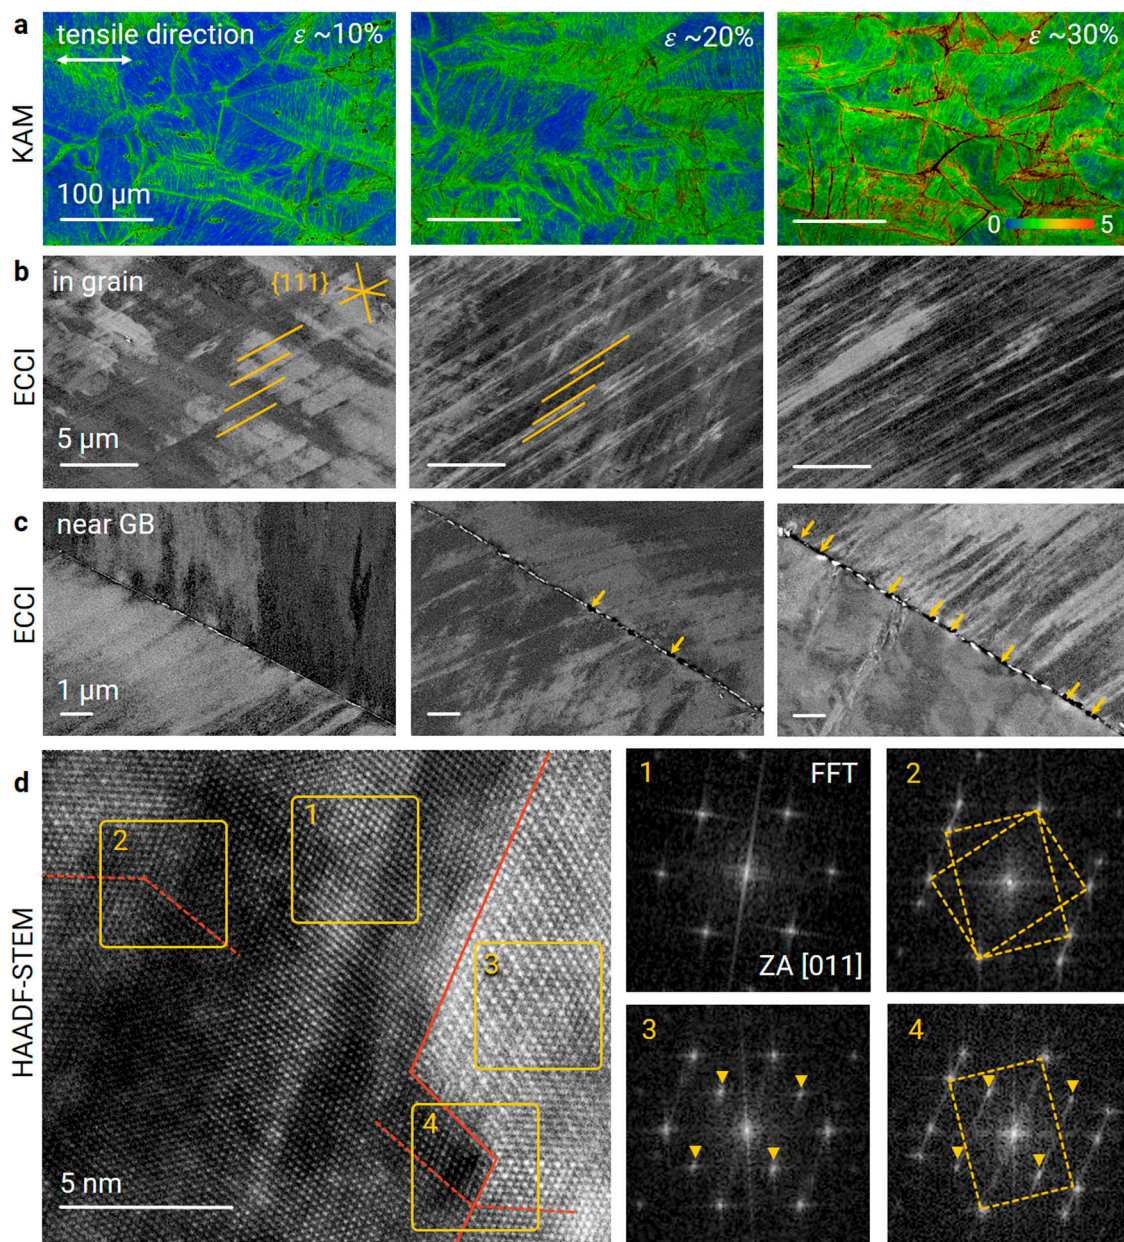 a
tensile direction
ε ~10%
ε ~20%
ε ~30%
KAM
100 µm
0
5
b
in grain
{111}
ECCI
5 µm
c
near GB
ECCI
1 µm
d
HAADF-STEM
2
1
3
4
5 nm
1
FFT
ZA [011]
2
3
4